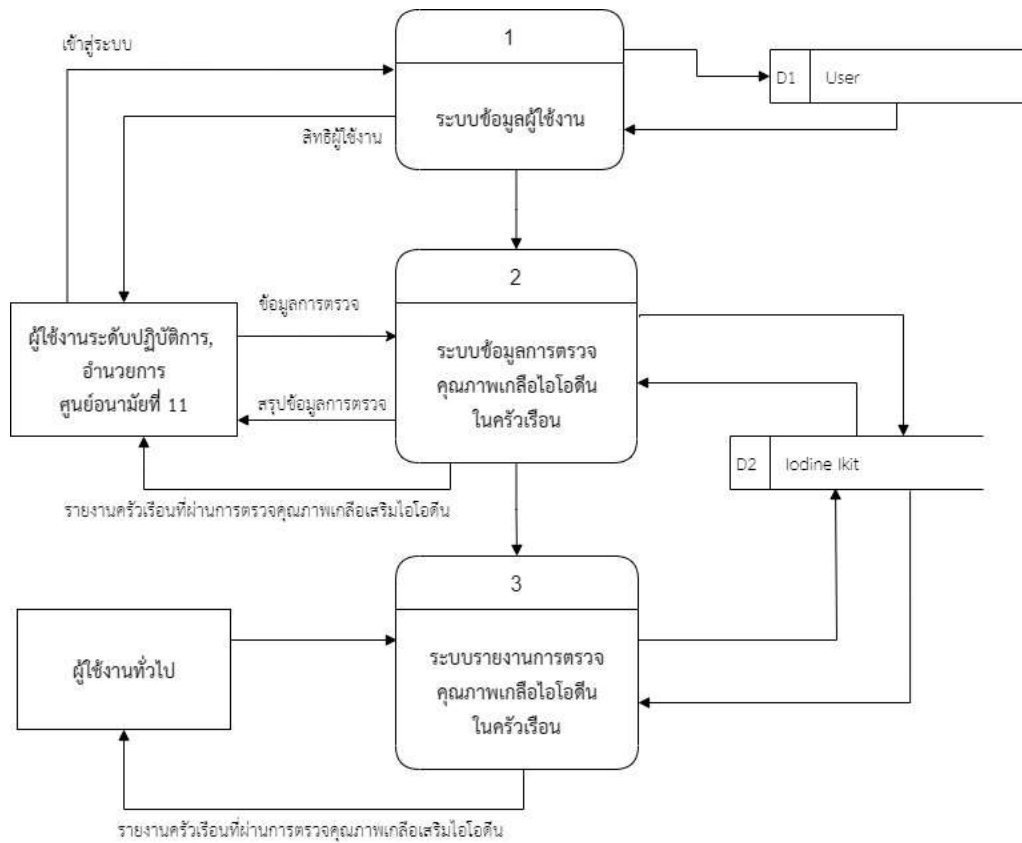 1
เข้าสู่ระบบ
D1 User
ระบบข้อมูลผู้ใช้งาน
สิทธิผู้ใช้งาน
2
ข้อมูลการตรวจ
ผู้ใช้งานระดับปฏิบัติการ,
อำนวยการ
ศูนย์อนามัยที่ 11
ระบบข้อมูลการตรวจ
คุณภาพเกลือไอโอดีน
ในครัวเรือน
สรุปข้อมูลการตรวจ
D2 Iodine Ikit
รายงานครัวเรือนที่ผ่านการตรวจคุณภาพเกลือเสริมไอโอดีน
3
ผู้ใช้งานทั่วไป
ระบบรายงานการตรวจ
คุณภาพเกลือไอโอดีน
ในครัวเรือน
รายงานครัวเรือนที่ผ่านการตรวจคุณภาพเกลือเสริมไอโอดีน